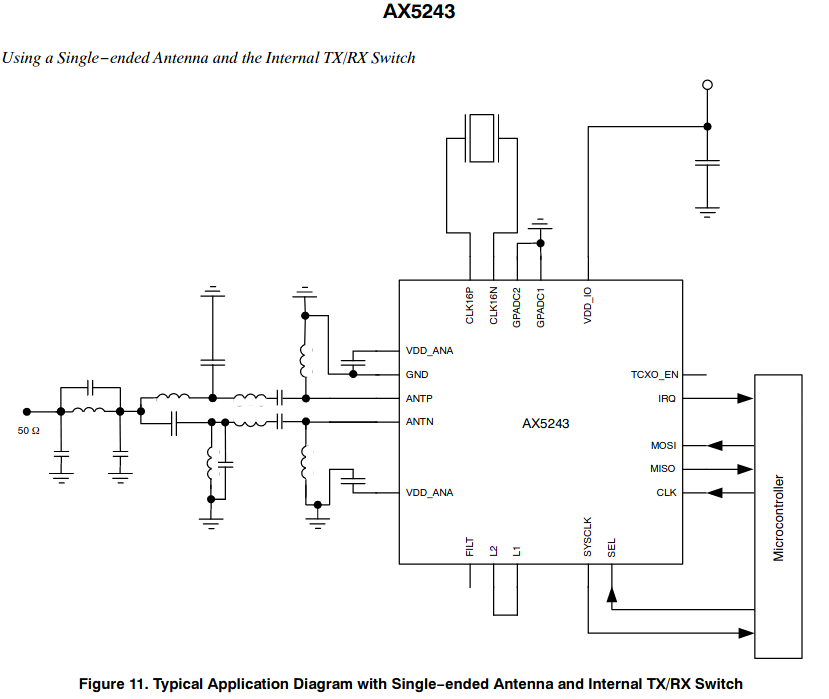 AX5243
Using a Single−ended Antenna and the Internal TX/RX Switch
CLK16P
CLK16N
GPADC2
GPADC1
VDD_IO
VDD_ANA
GND
ANTP
ANTN
VDD_ANA
50 Ω
AX5243
TCXO_EN
IRQ
MOSI
MISO
CLK
Microcontroller
FILT
L2
L1
SYSCLK
SEL
Figure 11. Typical Application Diagram with Single−ended Antenna and Internal TX/RX Switch